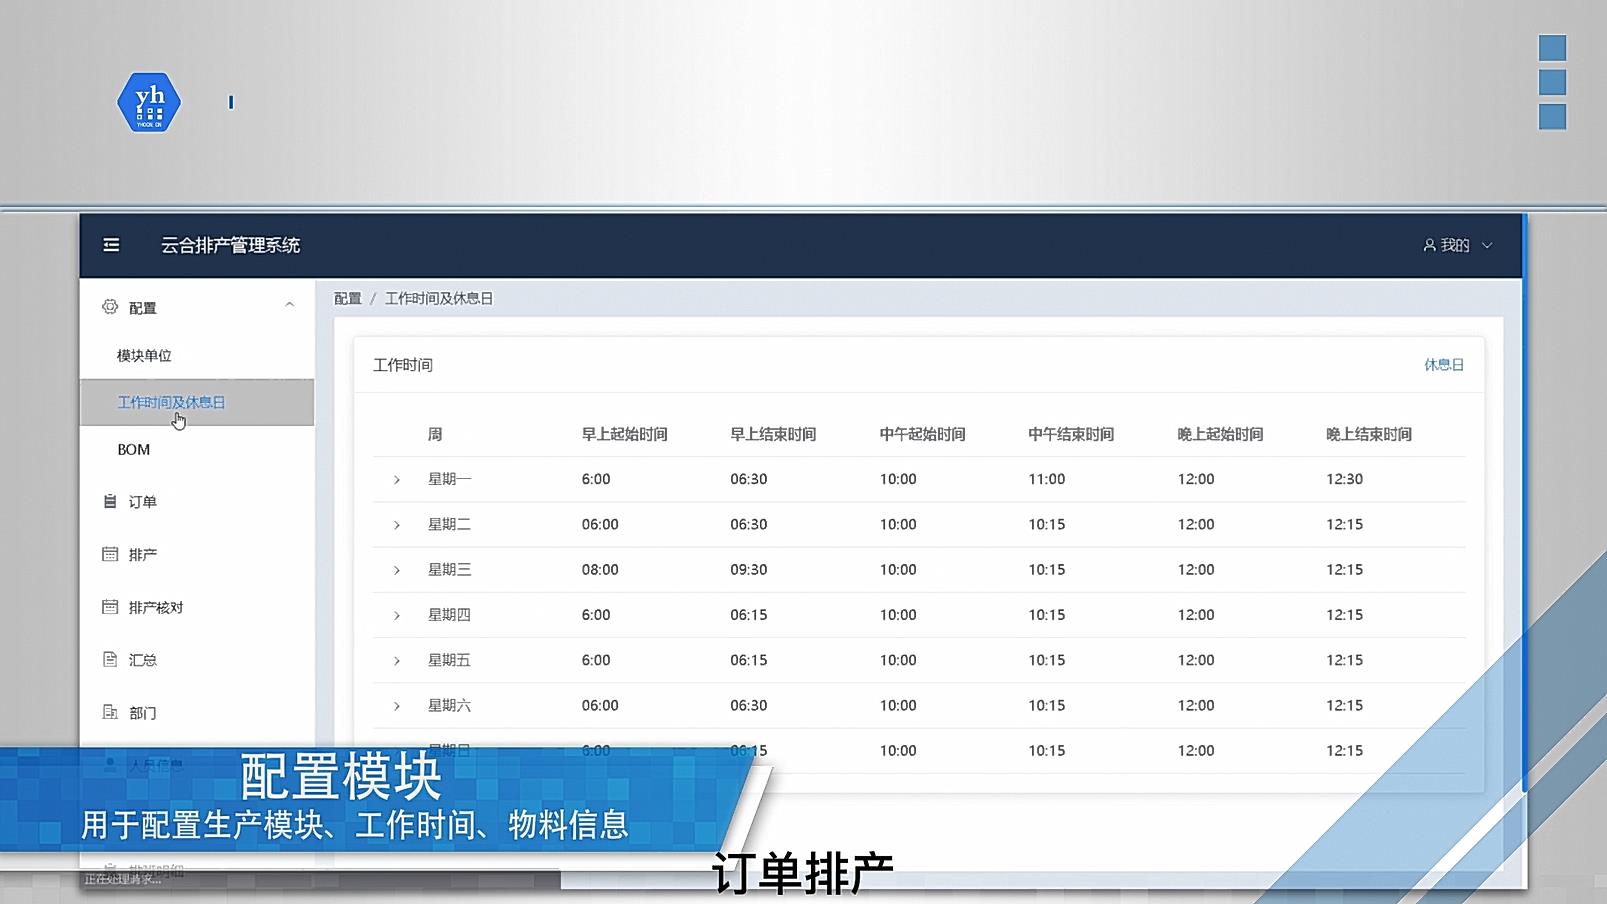 yh
YHOCN.CN
云合排产管理系统
我的
配置
配置 / 工作时间及休息日
模块单位
工作时间
休息日
工作时间及休息日
周 早上起始时间 早上结束时间 中午起始时间 中午结束时间 晚上起始时间 晚上结束时间
BOM
星期一 6:00 06:30 10:00 11:00 12:00 12:30
订单
星期二 06:00 06:30 10:00 10:15 12:00 12:15
排产
星期三 08:00 09:30 10:00 10:15 12:00 12:15
排产核对
星期四 6:00 06:15 10:00 10:15 12:00 12:15
汇总
星期五 6:00 06:15 10:00 10:15 12:00 12:15
部门
星期六 06:00 06:30 10:00 10:15 12:00 12:15
人员信息
星期日 6:00 06:15 10:00 10:15 12:00 12:15
配置模块
用于配置生产模块、工作时间、物料信息
排班明细
正在处理请求...
订单排产